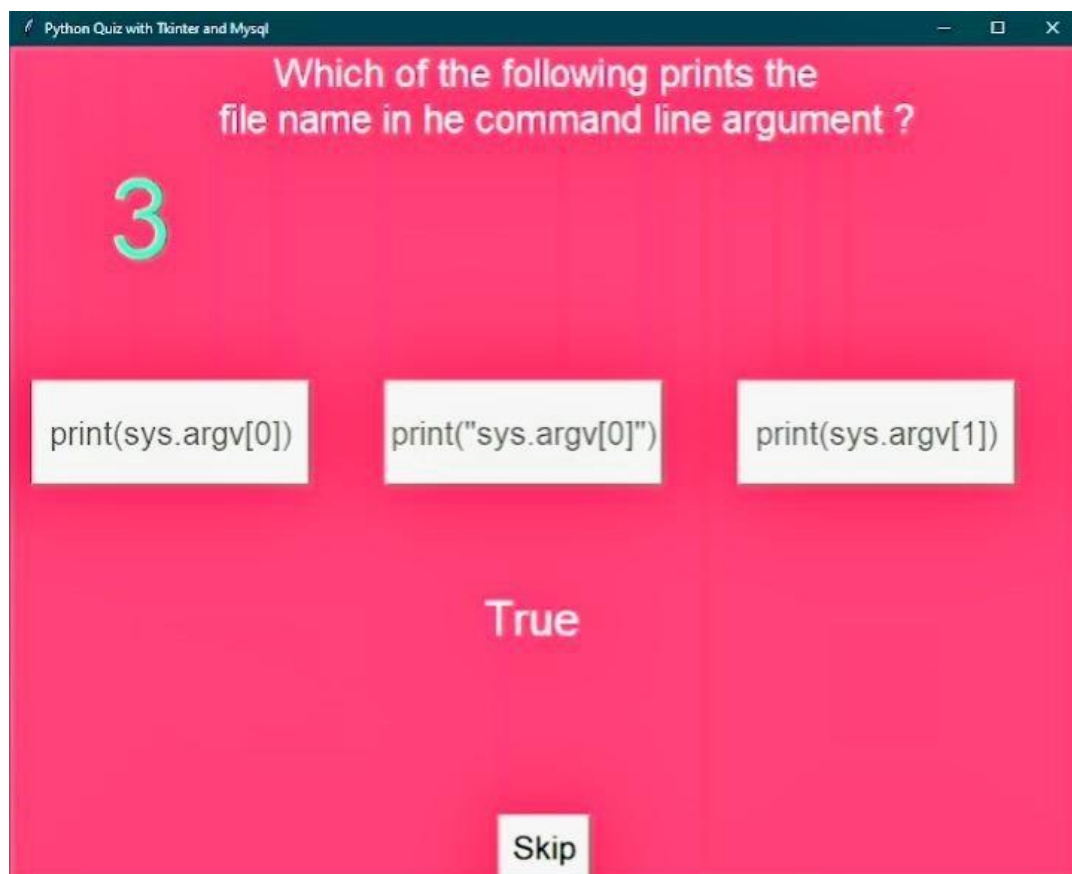 Python Quiz with Tkinter and Mysql
Which of the following prints the
file name in he command line argument ?
3
print(sys.argv[0])
print("sys.argv[0]")
print(sys.argv[1])
True
Skip